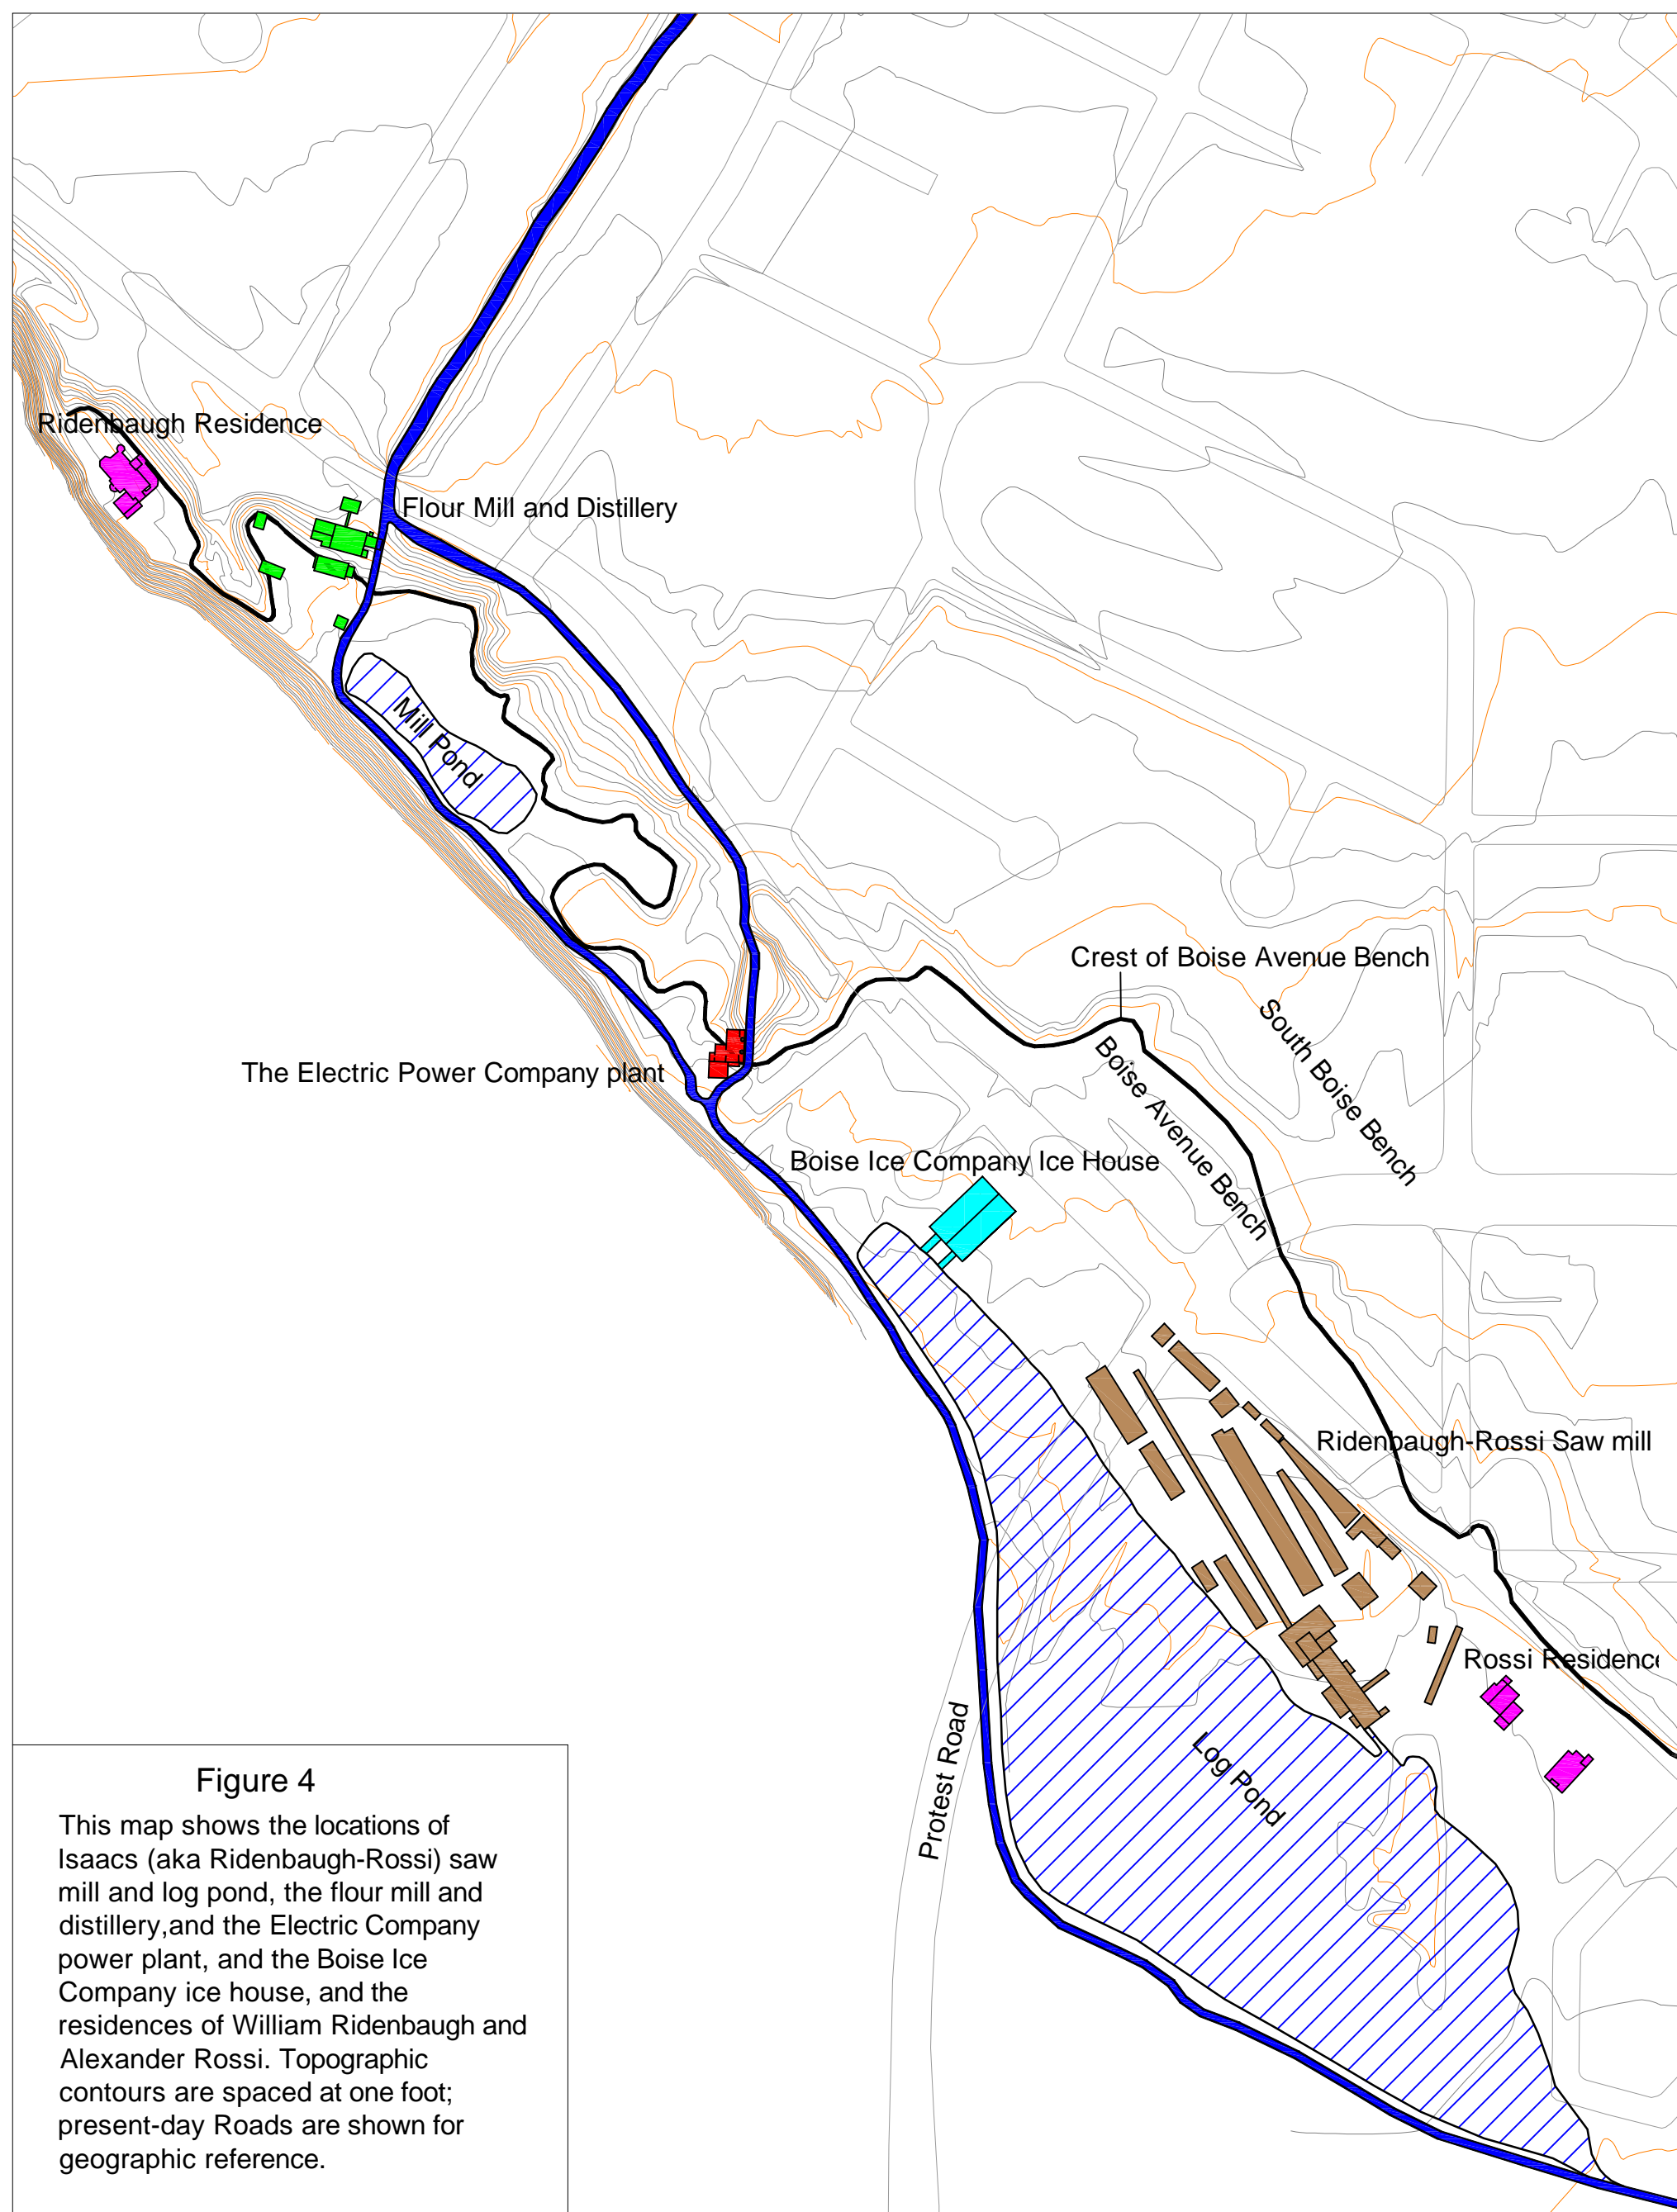 Ridenbaugh Residence
Flour Mill and Distillery
Mill Pond
Crest of Boise Avenue Bench
South Boise Bench
Boise Avenue Bench
The Electric Power Company plant
Boise Ice Company Ice House
Ridenbaugh-Rossi Saw mill
Rossi Residence
Protest Road
Log Pond
Figure 4
This map shows the locations of
Isaacs (aka Ridenbaugh-Rossi) saw
mill and log pond, the flour mill and
distillery,and the Electric Company
power plant, and the Boise Ice
Company ice house, and the
residences of William Ridenbaugh and
Alexander Rossi. Topographic
contours are spaced at one foot;
present-day Roads are shown for
geographic reference.